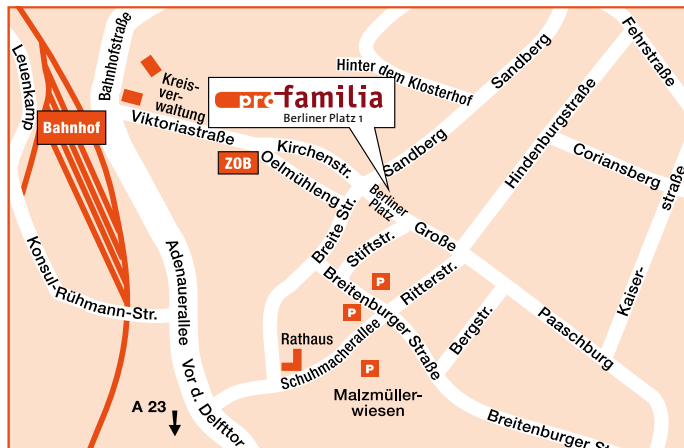 Leuenkamp
Bahnhofstraße
Kreis-
ver-
waltung
Bahnhof
Viktoriastraße
pro familia
Berliner Platz 1
Hinter dem Klosterhof
Sandberg
Fehrstraße
Kirchenstr.
ZOB
Oelmühleng
Sandberg
Hindenburgstraße
Coriansberg
Kaiser-
straße
Berliner
Platz
Breite Str.
Stiftstr.
Große
Paaschburg
Konsul-Rühmann-Str.
Adenauerallee
P
P
Ritterstr.
Breitenburger Straße
Bergstr.
Rathaus
Schuhmacherallee
P
Malzmüller-
wiesen
Vor d. Delfttor
A 23
Breitenburger St